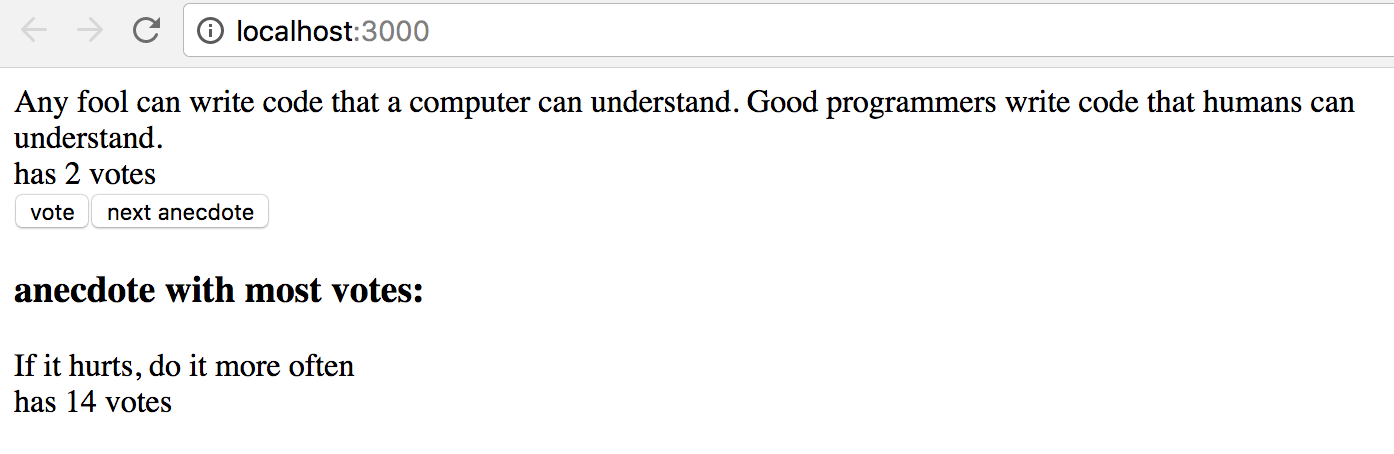 localhost:3000
Any fool can write code that a computer can understand. Good programmers write code that humans can
understand.
has 2 votes
vote next anecdote
anecdote with most votes:
If it hurts, do it more often
has 14 votes